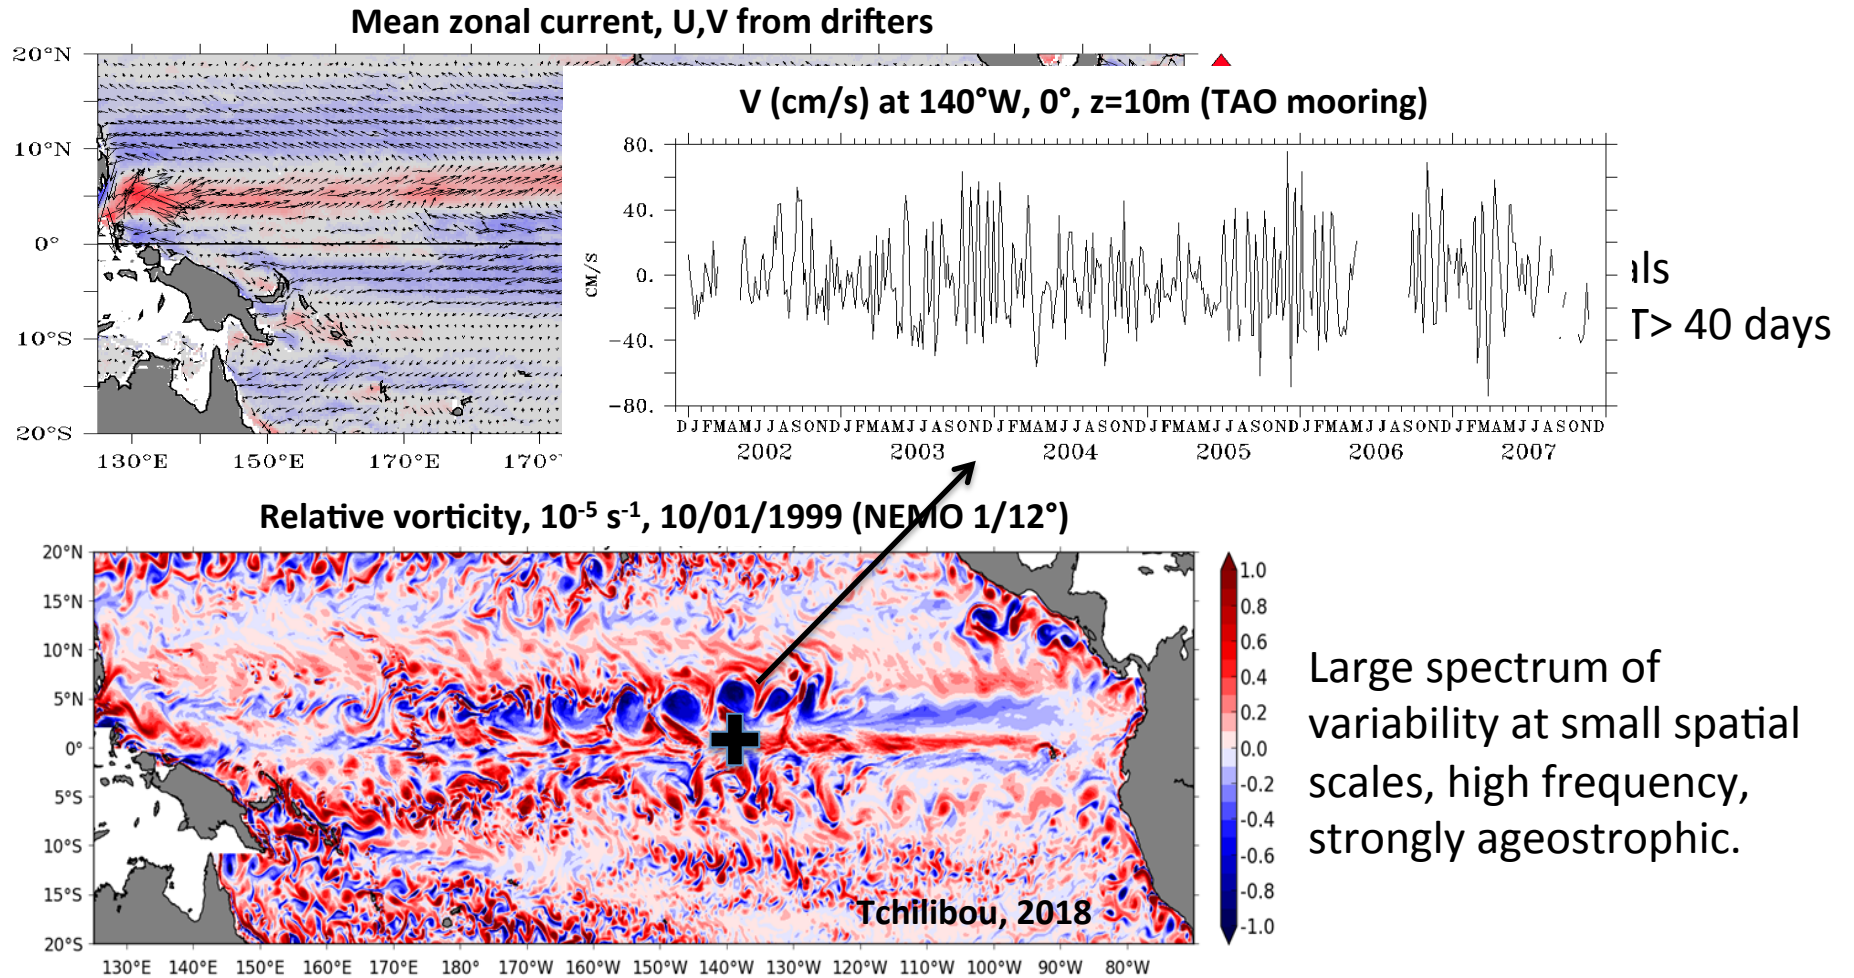 Mean zonal current, U,V from drifters
20°N
10°N
0°
10°S
20°S
130°E 150°E 170°E 170°
V (cm/s) at 140°W, 0°, z=10m (TAO mooring)
80.
40.
0.
-40.
-80.
CM/S
D J F M A M J J A S O N D J F M A M J J A S O N D J F M A M J J A S O N D J F M A M J J A S O N D J F M A M J J A S O N D J F M A M J J A S O N D
2002 2003 2004 2005 2006 2007
als
T> 40 days
Relative vorticity, 10-5 s-1, 10/01/1999 (NEMO 1/12°)
20°N
15°N
10°N
5°N
0°
5°S
10°S
15°S
20°S
130°E 140°E 150°E 160°E 170°E 180° 170°W 160°W 150°W 140°W 130°W 120°W 110°W 100°W 90°W 80°W
Tchilibou, 2018
1.0
0.8
0.6
0.4
0.2
0.0
-0.2
-0.4
-0.6
-0.8
-1.0
Large spectrum of
variability at small spatial
scales, high frequency,
strongly ageostrophic.